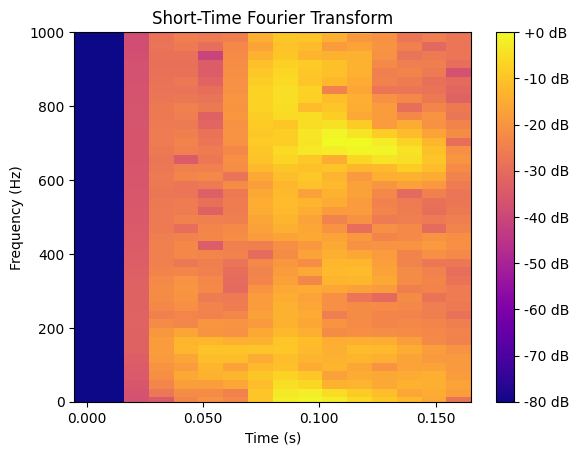 Short-Time Fourier Transform
Frequency (Hz)
1000
800
600
400
200
0
0.000 0.050 0.100 0.150
Time (s)
+0 dB
-10 dB
-20 dB
-30 dB
-40 dB
-50 dB
-60 dB
-70 dB
-80 dB